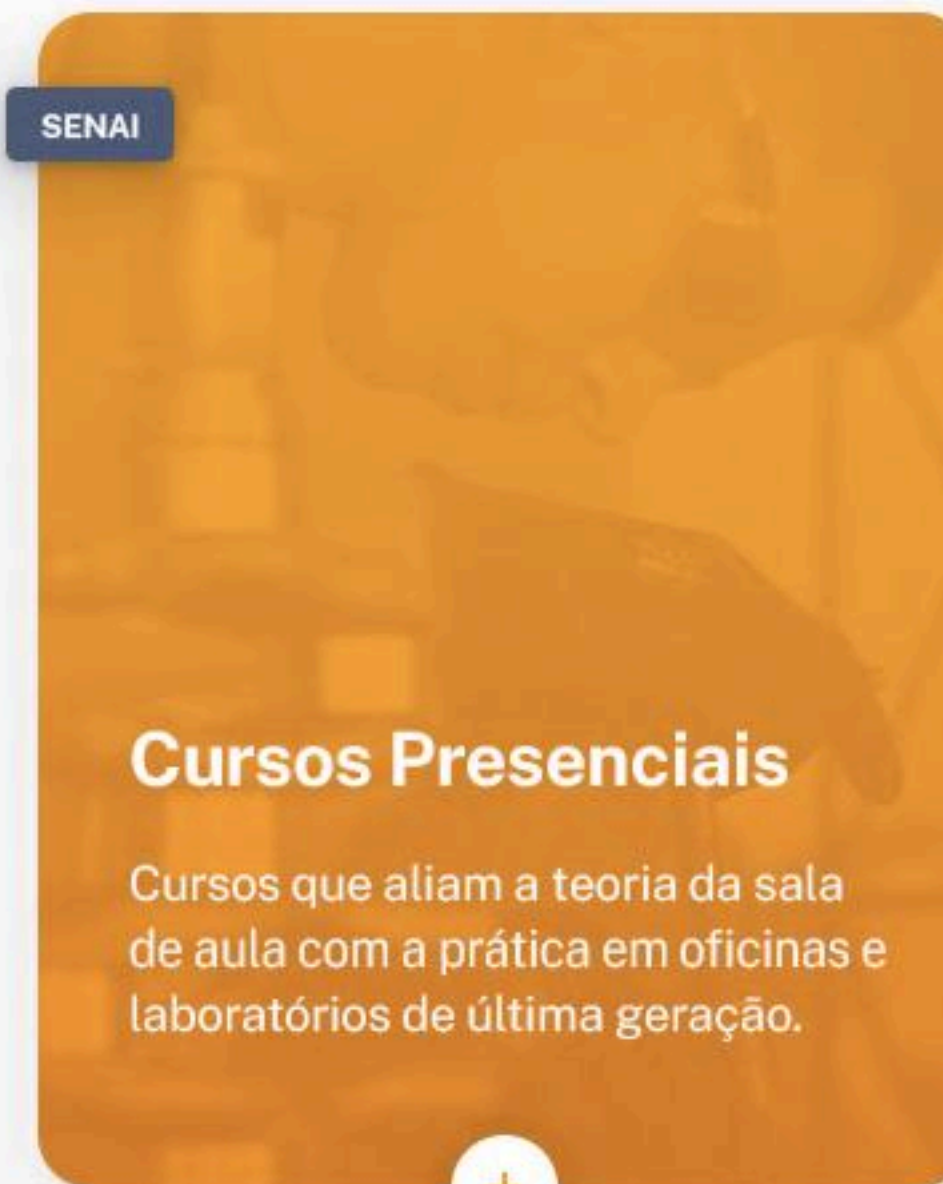 SENAI
Cursos Presenciais
Cursos que aliam a teoria da sala
de aula com a prática em oficinas e
laboratórios de última geração.